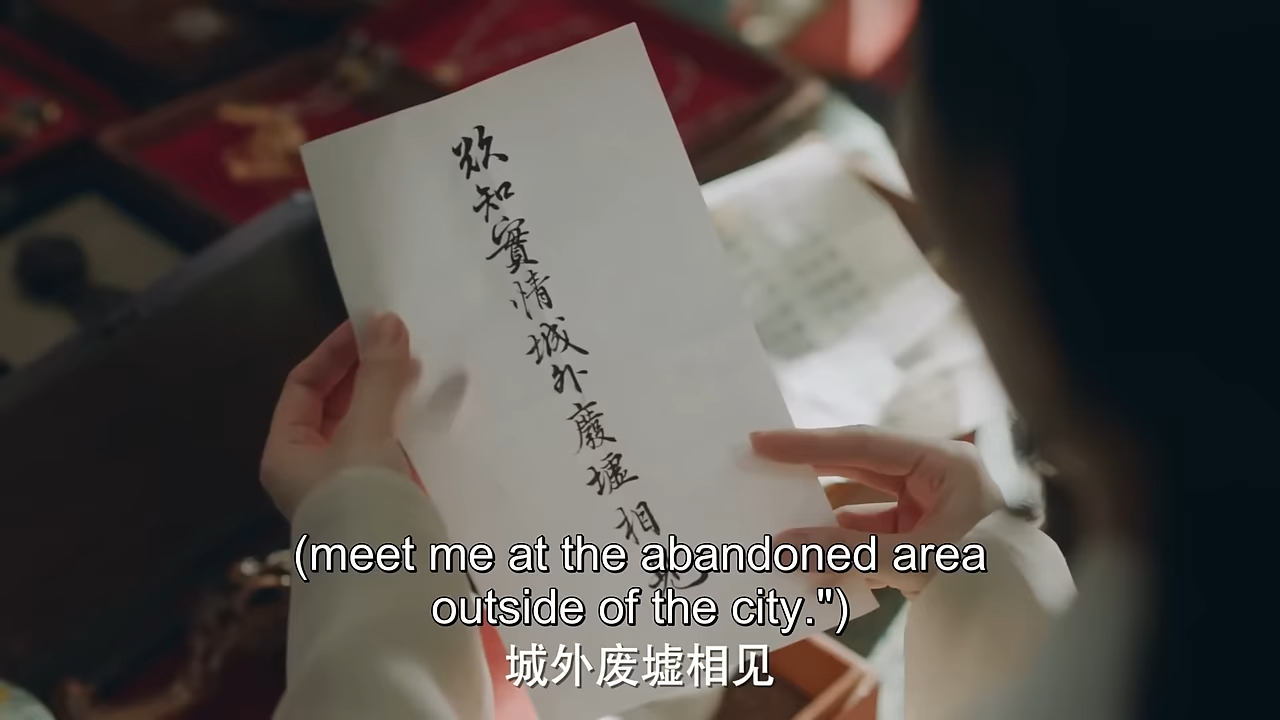 欲知實情城外廢墟相見
(meet me at the abandoned area
outside of the city.")
城外废墟相见